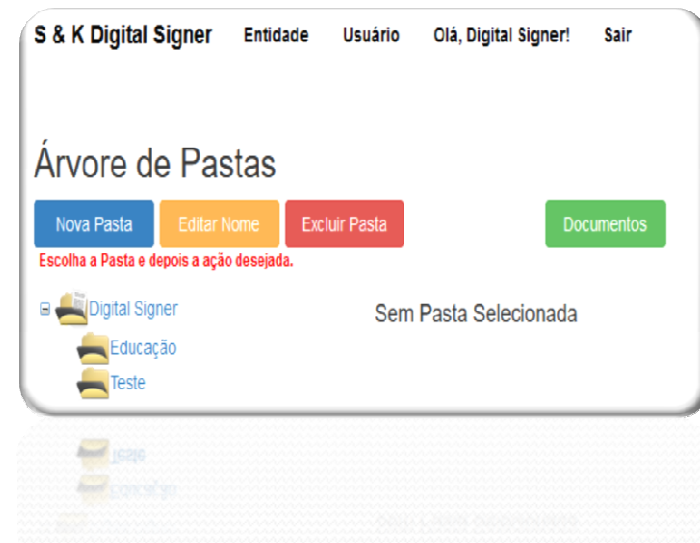 S & K Digital Signer Entidade Usuário Olá, Digital Signer! Sair
Árvore de Pastas
Nova Pasta Editar Nome Excluir Pasta Documentos
Escolha a Pasta e depois a ação desejada.
Digital Signer Sem Pasta Selecionada
Educação
Teste